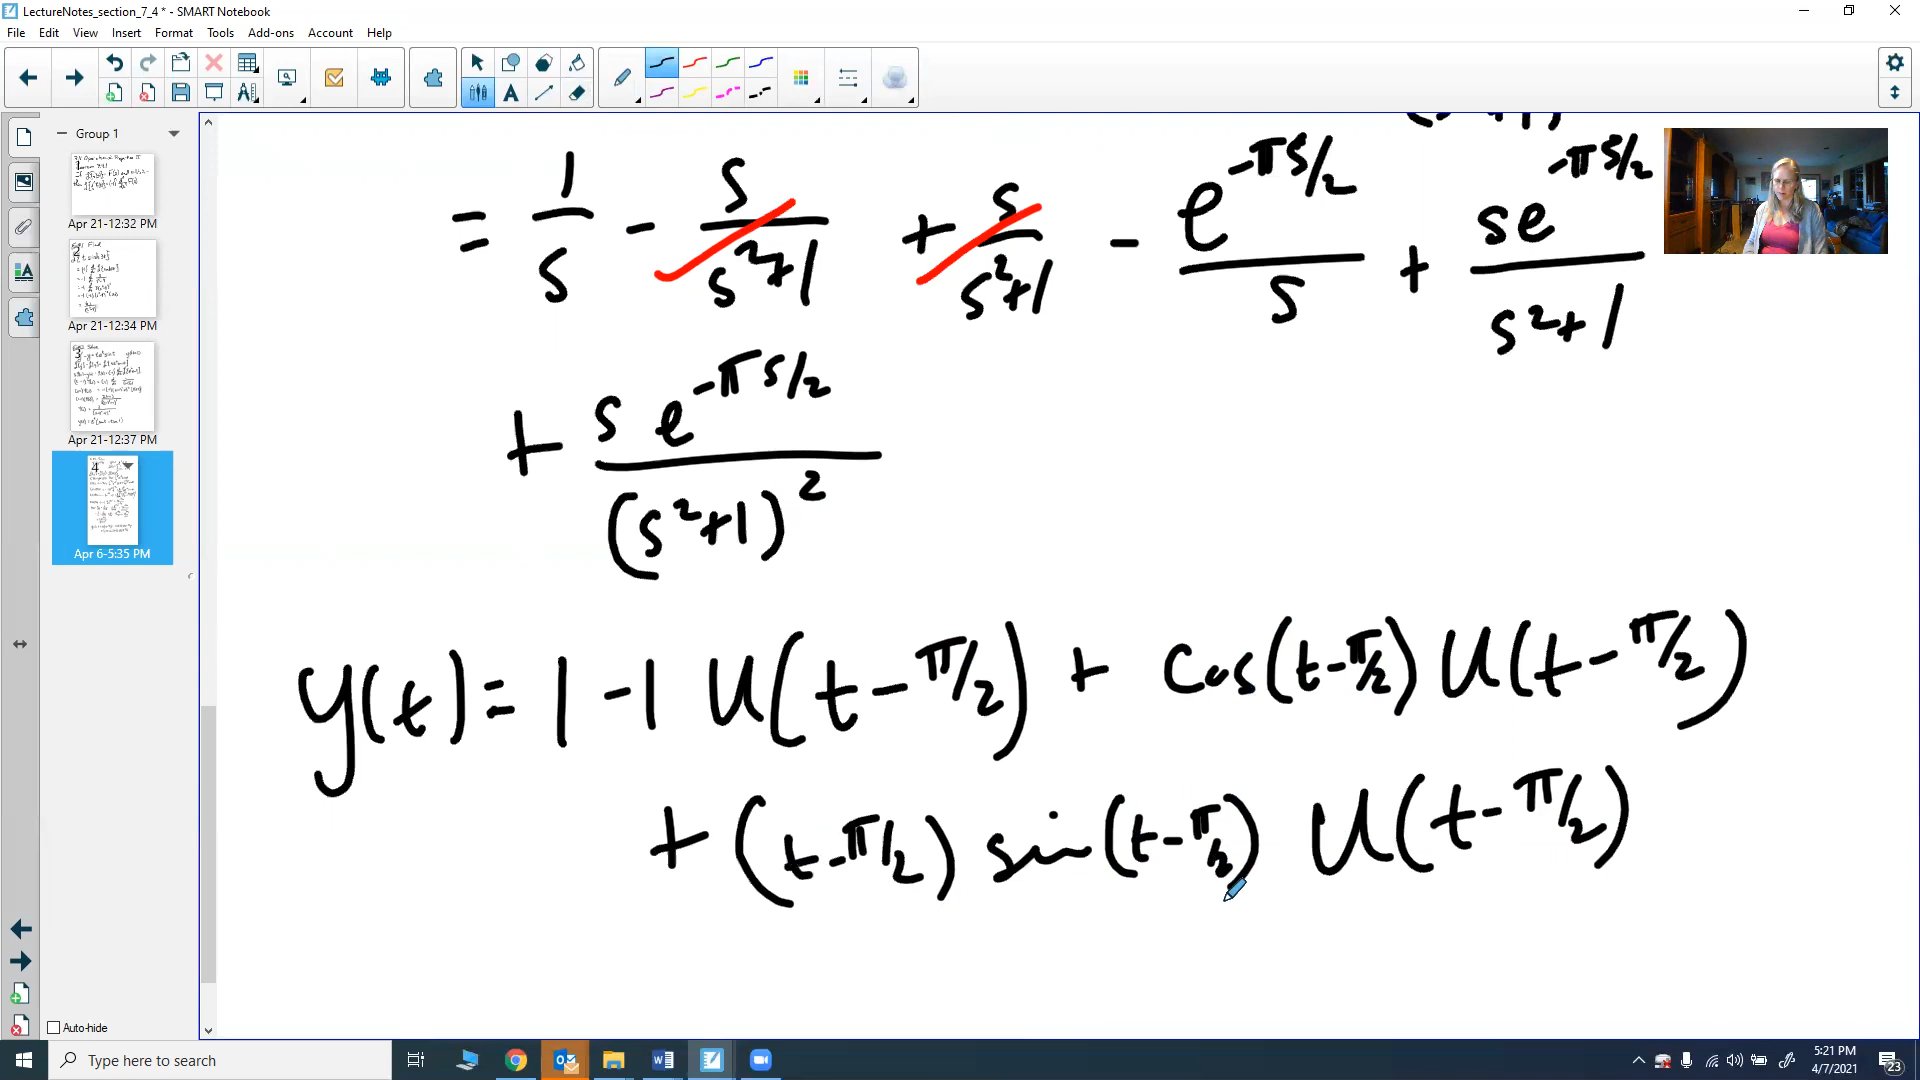 LectureNotes_section_7_4 * - SMART Notebook
File Edit View Insert Format Tools Add-ons Account Help
Group 1
Apr 21-12:32 PM
Apr 21-12:34 PM
Apr 21-12:37 PM
Apr 6-5:35 PM
Auto-hide
= 1/s - s/(s²+1) + s/(s²+1) - e^(-πs/2)/s + se^(-πs/2)/(s²+1)
+ s e^(-πs/2)/(s²+1)²
y(t) = 1 - 1 U(t-π/2) + cos(t-π/2) U(t-π/2)
+ (t-π/2) sin(t-π/2) U(t-π/2)
Type here to search
5:21 PM
4/7/2021
23